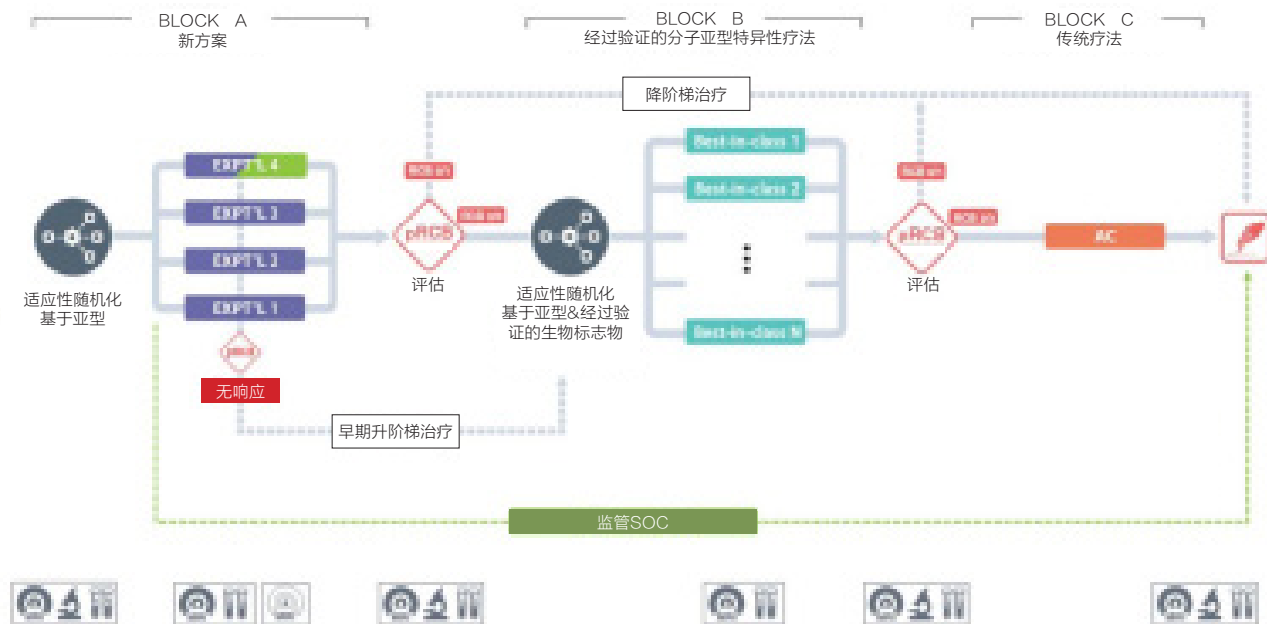 BLOCK A
新方案
BLOCK B
经过验证的分子亚型特异性疗法
BLOCK C
传统疗法
降阶梯治疗
EXPT'L 4
EXPT'L 3
EXPT'L 2
EXPT'L 1
适应性随机化
基于亚型
pRCB
评估
无响应
早期升阶梯治疗
适应性随机化
基于亚型&经过验
证的生物标志物
Best-in-class 1
Best-in-class 2
Best-in-class N
pRCB
评估
AC
监管SOC